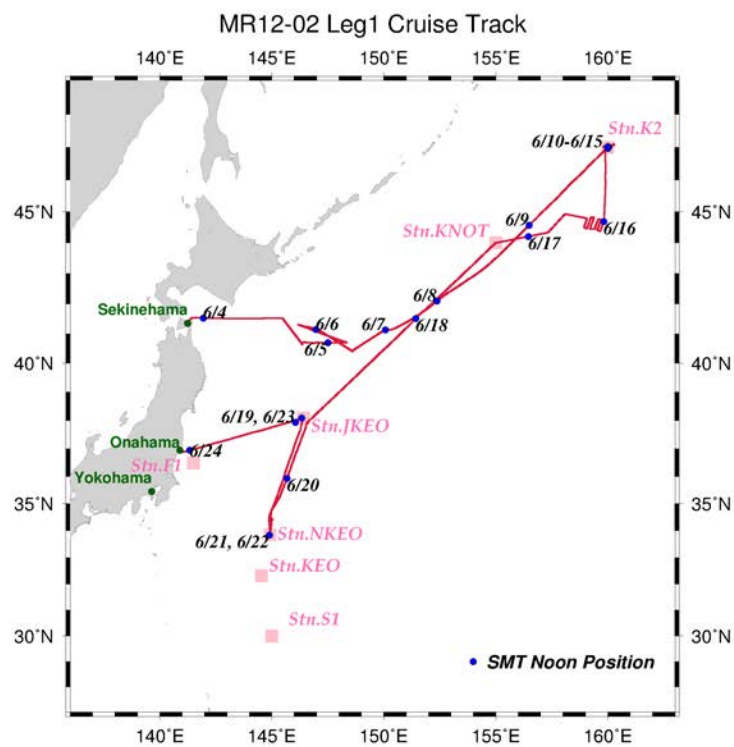 MR12-02 Leg1 Cruise Track
140˚E 145˚E 150˚E 155˚E 160˚E
Stn.K2
6/10-6/15
45˚N 45˚N
6/9
6/16
Stn.KNOT
6/17
6/8
Sekinehama
6/4
6/6
6/7
6/18
6/5
40˚N 40˚N
6/19, 6/23
Stn.JKEO
Onahama
6/24
Stn.F1
Yokohama
6/20
35˚N 35˚N
Stn.NKEO
6/21, 6/22
Stn.KEO
Stn.S1
30˚N 30˚N
SMT Noon Position
140˚E 145˚E 150˚E 155˚E 160˚E